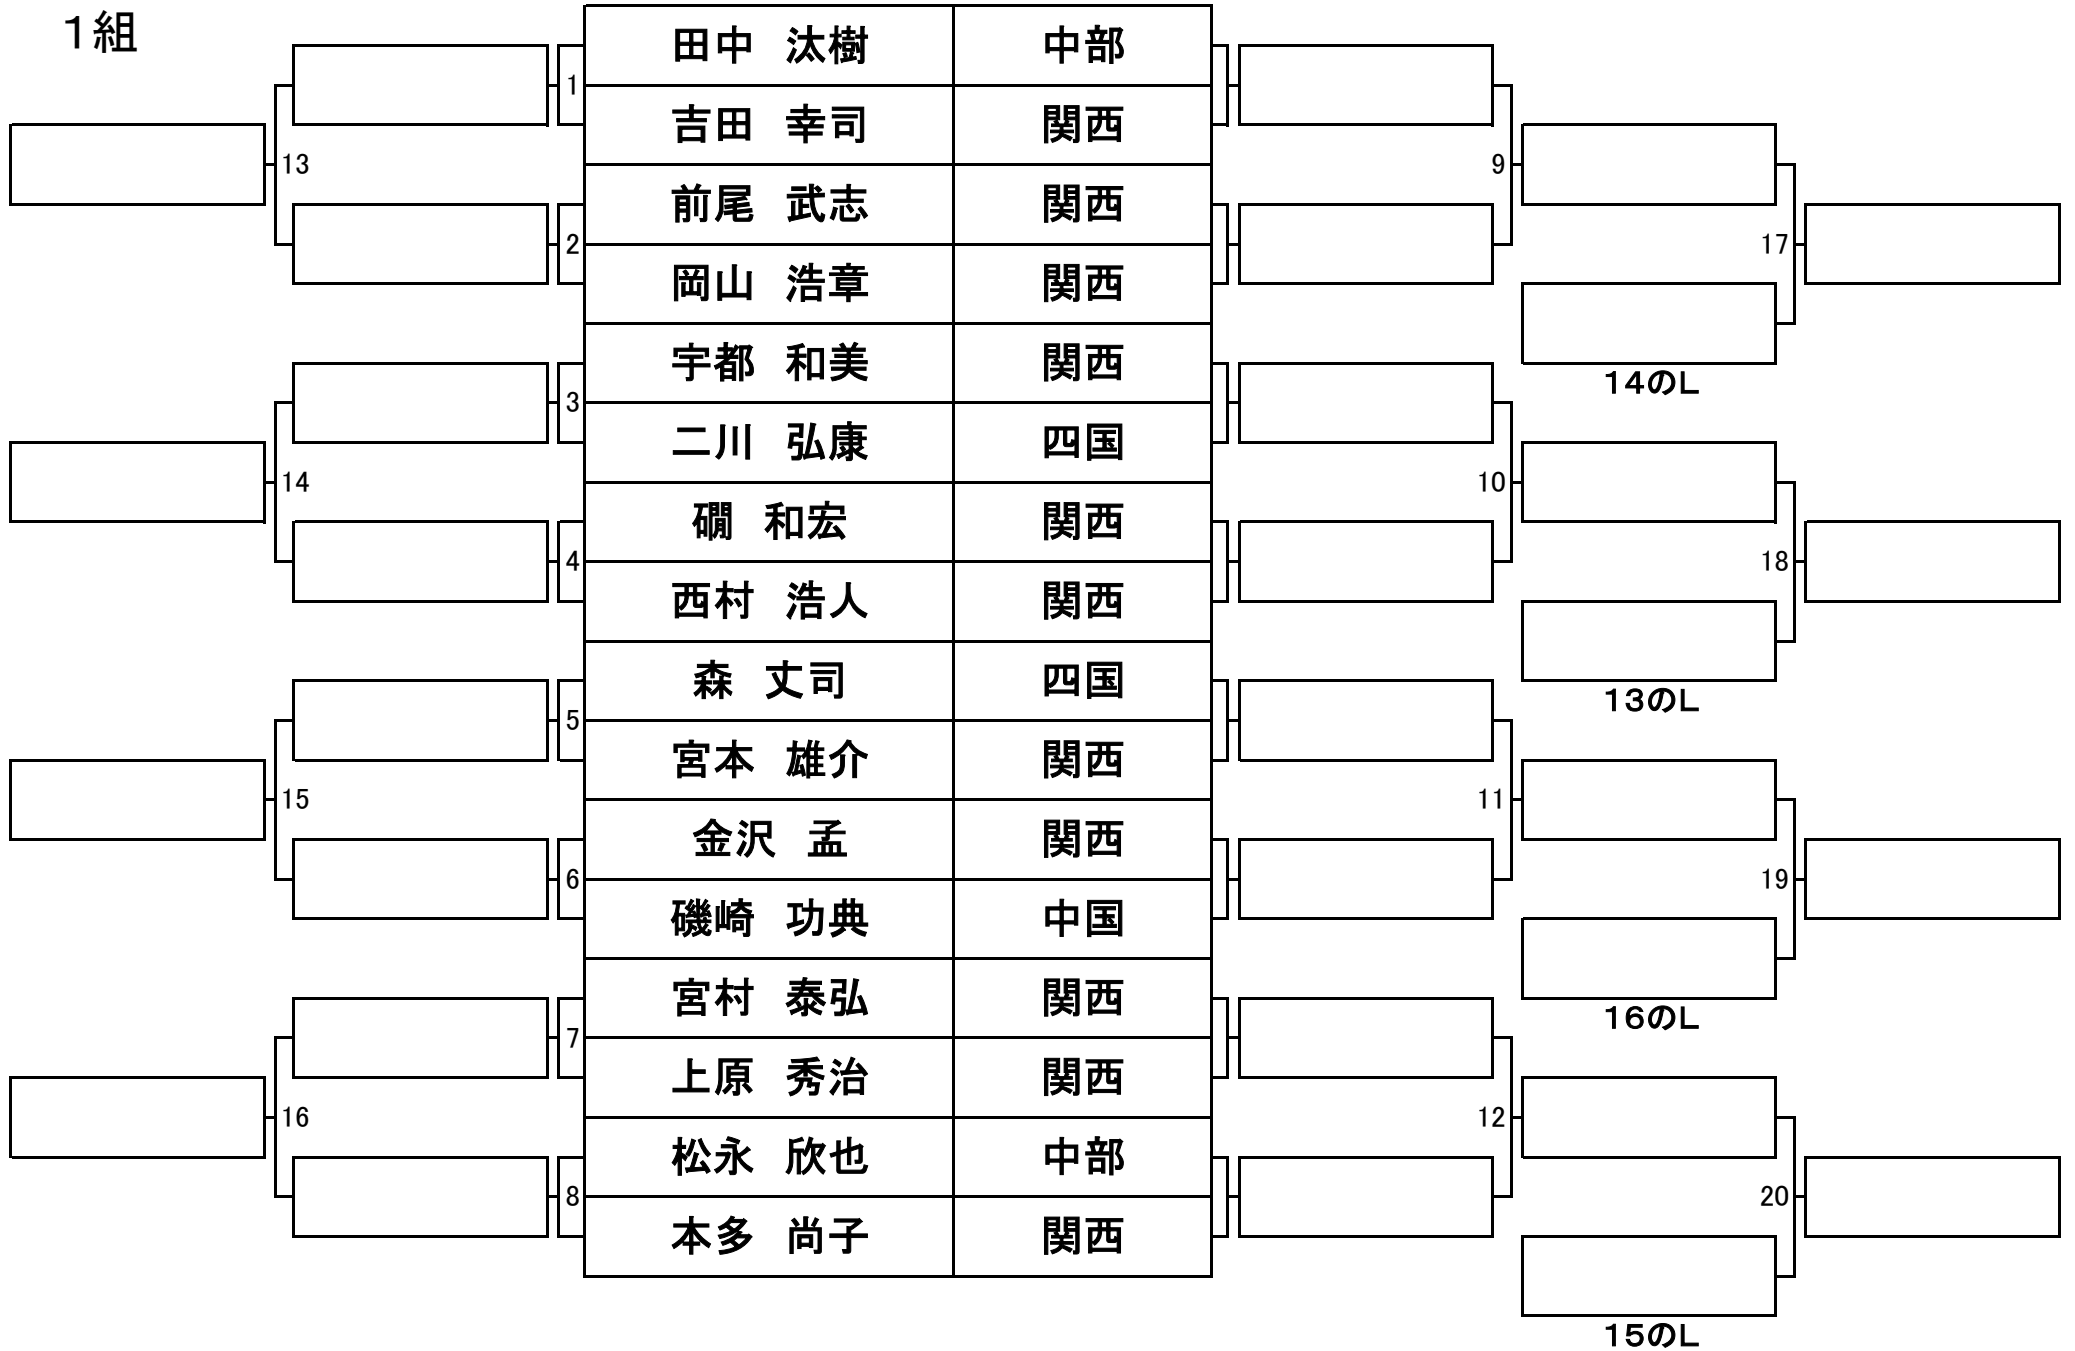 1組
田中 汰樹 中部
1
吉田 幸司 関西
13
9
前尾 武志 関西
2
17
岡山 浩章 関西
宇都 和美 関西
14のL
3
二川 弘康 四国
14
10
礀 和宏 関西
4
18
西村 浩人 関西
森 丈司 四国
13のL
5
宮本 雄介 関西
15
11
金沢 孟 関西
6
19
磯崎 功典 中国
宮村 泰弘 関西
16のL
7
上原 秀治 関西
16
12
松永 欣也 中部
8
20
本多 尚子 関西
15のL